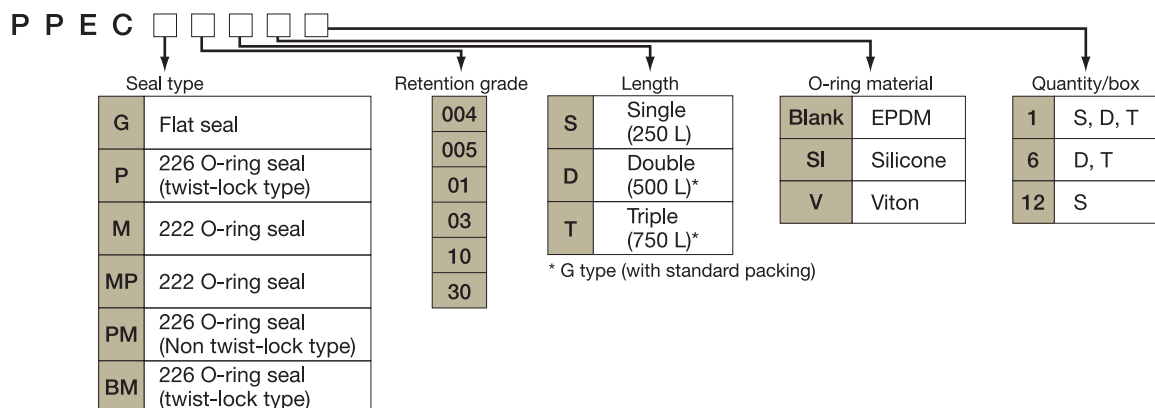 P P E C
Seal type
G Flat seal
P 226 O-ring seal
(twist-lock type)
M 222 O-ring seal
MP 222 O-ring seal
PM 226 O-ring seal
(Non twist-lock type)
BM 226 O-ring seal
(twist-lock type)
Retention grade
004
005
01
03
10
30
Length
S Single
(250 L)
D Double
(500 L)*
T Triple
(750 L)*
* G type (with standard packing)
O-ring material
Blank EPDM
SI Silicone
V Viton
Quantity/box
1 S, D, T
6 D, T
12 S